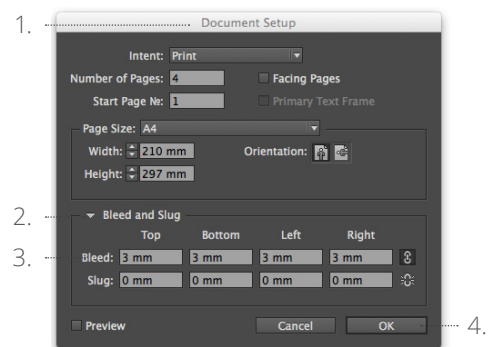 1. Document Setup
Intent: Print
Number of Pages: 4 Facing Pages
Start Page №: 1 Primary Text Frame
Page Size: A4
Width: 210 mm Orientation:
Height: 297 mm
2. Bleed and Slug
Top Bottom Left Right
3. Bleed: 3 mm 3 mm 3 mm 3 mm
Slug: 0 mm 0 mm 0 mm 0 mm
Preview Cancel OK 4.